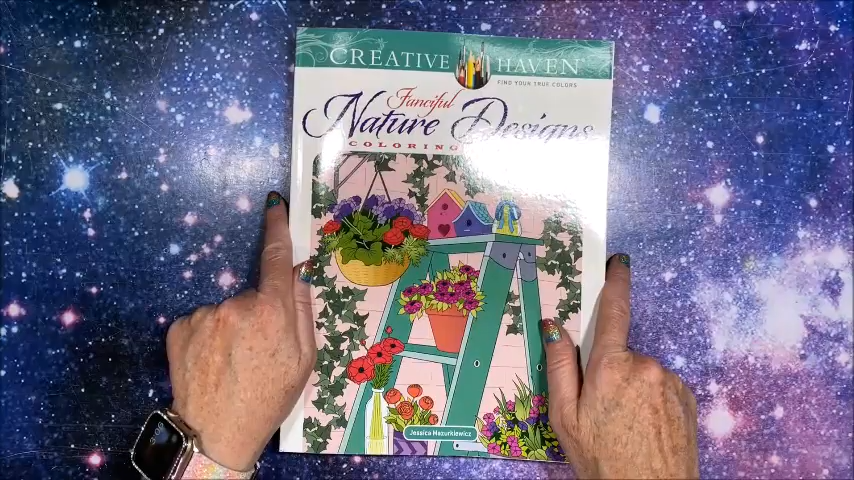 CREATIVE HAVEN
FIND YOUR TRUE COLORS
Fanciful
Nature Designs
COLORING
Jessica Mazurkiewicz